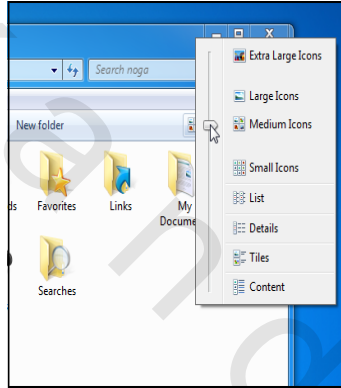 X
Search noga
New folder
Extra Large Icons
Large Icons
Medium Icons
Small Icons
List
Details
Tiles
Content
ds
Favorites
Links
My
Docume
Searches